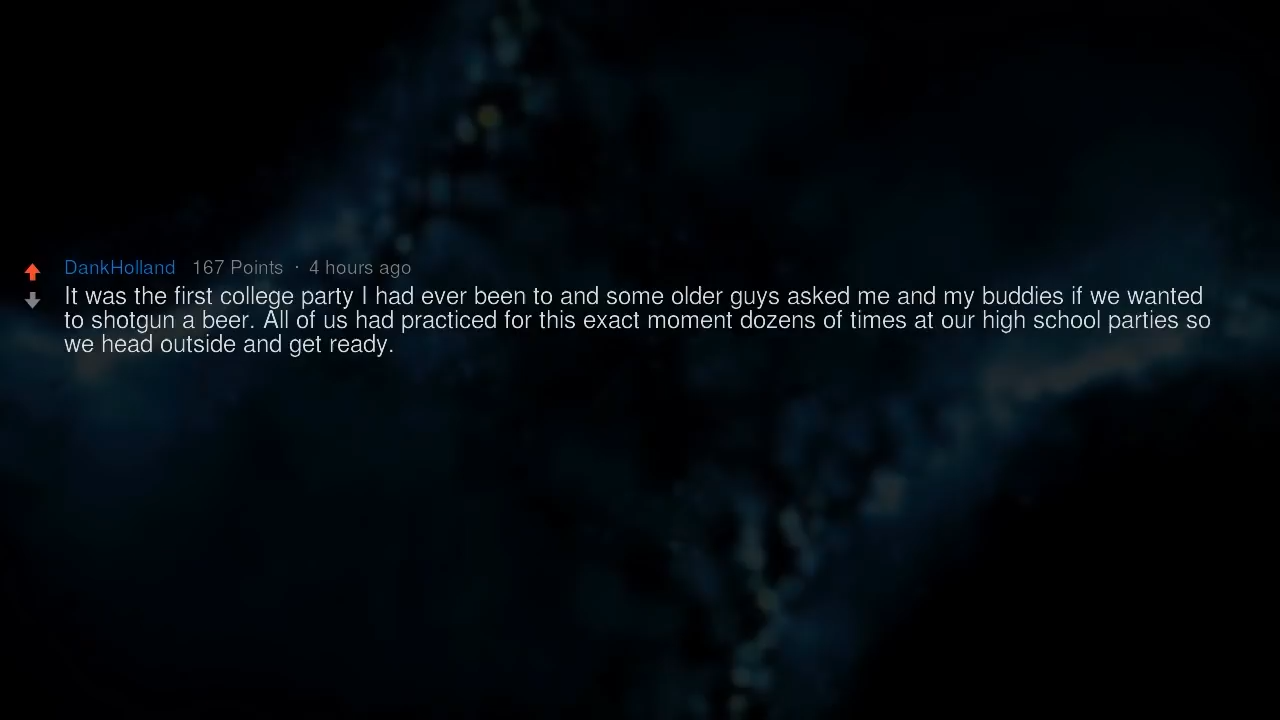 DankHolland 167 Points · 4 hours ago
It was the first college party I had ever been to and some older guys asked me and my buddies if we wanted
to shotgun a beer. All of us had practiced for this exact moment dozens of times at our high school parties so
we head outside and get ready.